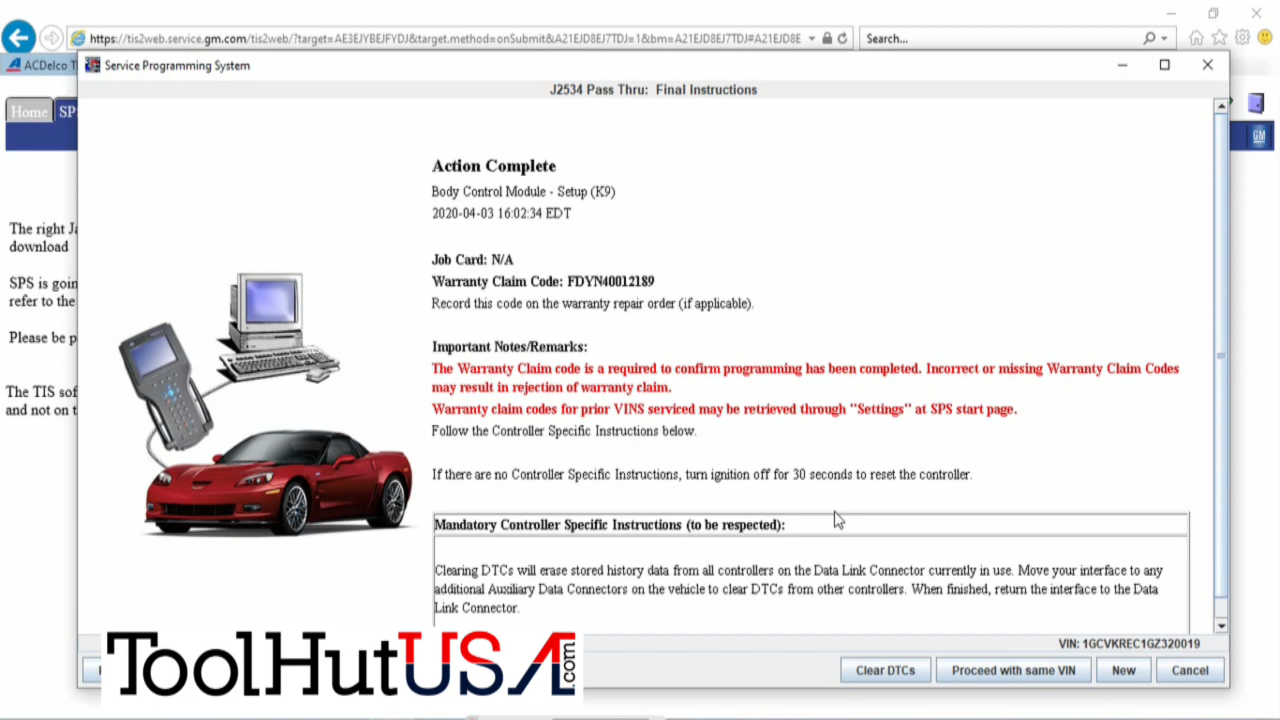 https://tis2web.service.gm.com/tis2web/?target=AE3EJYBEJFYDJ&target.method=onSubmit&A21EJD8EJ7TDJ=1&bm=A21EJD8EJ7TDJ#A21EJD8E
Search...
ACDelco
Service Programming System
J2534 Pass Thru: Final Instructions
Home
SP
GM
Action Complete
Body Control Module - Setup (K9)
2020-04-03 16:02:34 EDT
The right
download
Job Card: N/A
SPS is
refer to the
Warranty Claim Code: FDYN40012189
Record this code on the warranty repair order (if applicable).
Please be
Important Notes/Remarks:
The Warranty Claim code is a required to confirm programming has been completed. Incorrect or missing Warranty Claim Codes
may result in rejection of warranty claim.
The TIS
and not on
Warranty claim codes for prior VINS serviced may be retrieved through "Settings" at SPS start page.
Follow the Controller Specific Instructions below.
If there are no Controller Specific Instructions, turn ignition off for 30 seconds to reset the controller.
Mandatory Controller Specific Instructions (to be respected):
Clearing DTCs will erase stored history data from all controllers on the Data Link Connector currently in use. Move your interface to any
additional Auxiliary Data Connectors on the vehicle to clear DTCs from other controllers. When finished, return the interface to the Data
Link Connector.
VIN: 1GCVKREC1GZ320019
ToolHutUSA.com
Clear DTCs
Proceed with same VIN
New
Cancel